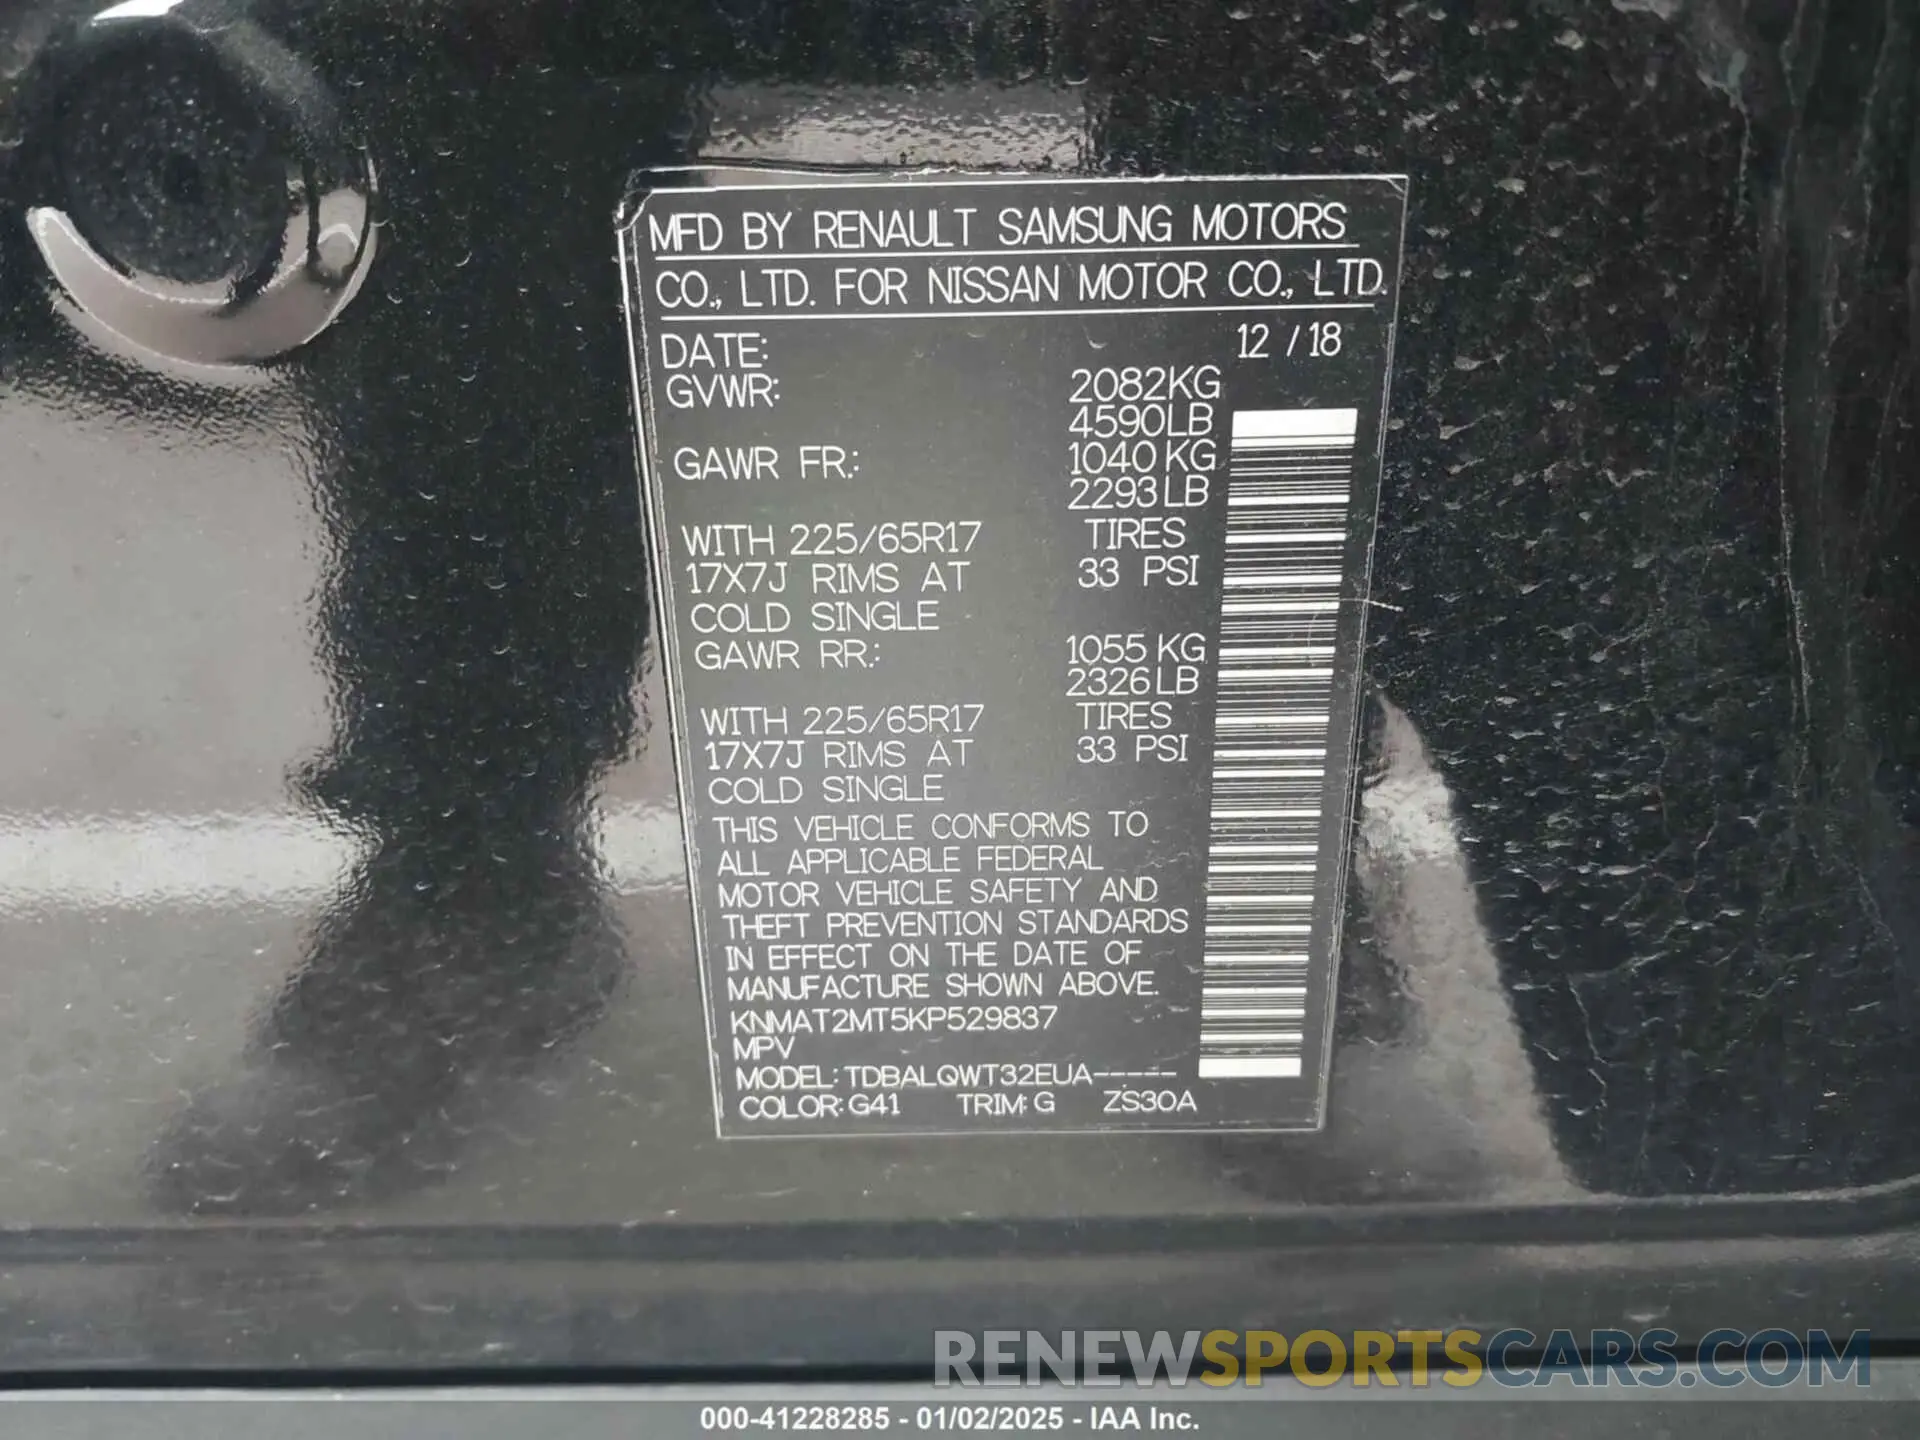 MFD BY RENAULT SAMSUNG MOTORS
CO., LTD. FOR NISSAN MOTOR CO., LTD.
DATE: 12 / 18
GVWR: 2082KG
4590LB
GAWR FR.: 1040 KG
2293LB
WITH 225/65R17 TIRES
17X7J RIMS AT 33 PSI
COLD SINGLE
GAWR RR.: 1055 KG
2326LB
WITH 225/65R17 TIRES
17X7J RIMS AT 33 PSI
COLD SINGLE
THIS VEHICLE CONFORMS TO
ALL APPLICABLE FEDERAL
MOTOR VEHICLE SAFETY AND
THEFT PREVENTION STANDARDS
IN EFFECT ON THE DATE OF
MANUFACTURE SHOWN ABOVE.
KNMAT2MT5KP529837
MPV
MODEL: TDBALQWT32EUA-----
COLOR: G41 TRIM: G ZS30A
RENEWSPORTSCARS.COM
000-41228285 - 01/02/2025 - IAA Inc.